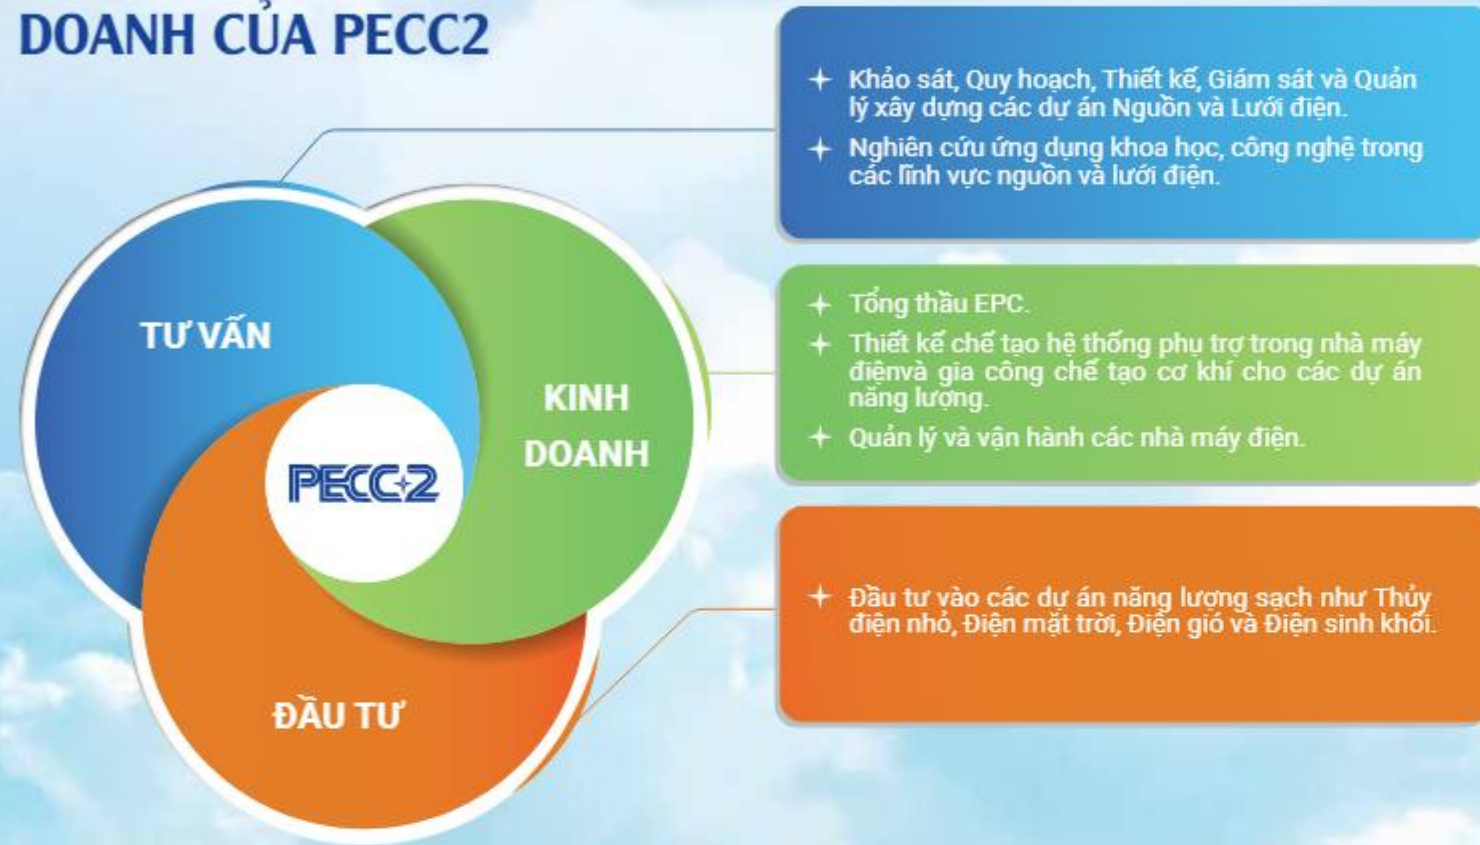 DOANH CỦA PECC2
Khảo sát, Quy hoạch, Thiết kế, Giám sát và Quản
lý xây dựng các dự án Nguồn và Lưới điện.
Nghiên cứu ứng dụng khoa học, công nghệ trong
các lĩnh vực nguồn và lưới điện.
TƯ VẤN
KINH
DOANH
PECC2
ĐẦU TƯ
Tổng thầu EPC.
Thiết kế chế tạo hệ thống phụ trợ trong nhà máy
điệnvà gia công chế tạo cơ khí cho các dự án
năng lượng.
Quản lý và vận hành các nhà máy điện.
Đầu tư vào các dự án năng lượng sạch như Thủy
điện nhỏ, Điện mặt trời, Điện gió và Điện sinh khối.